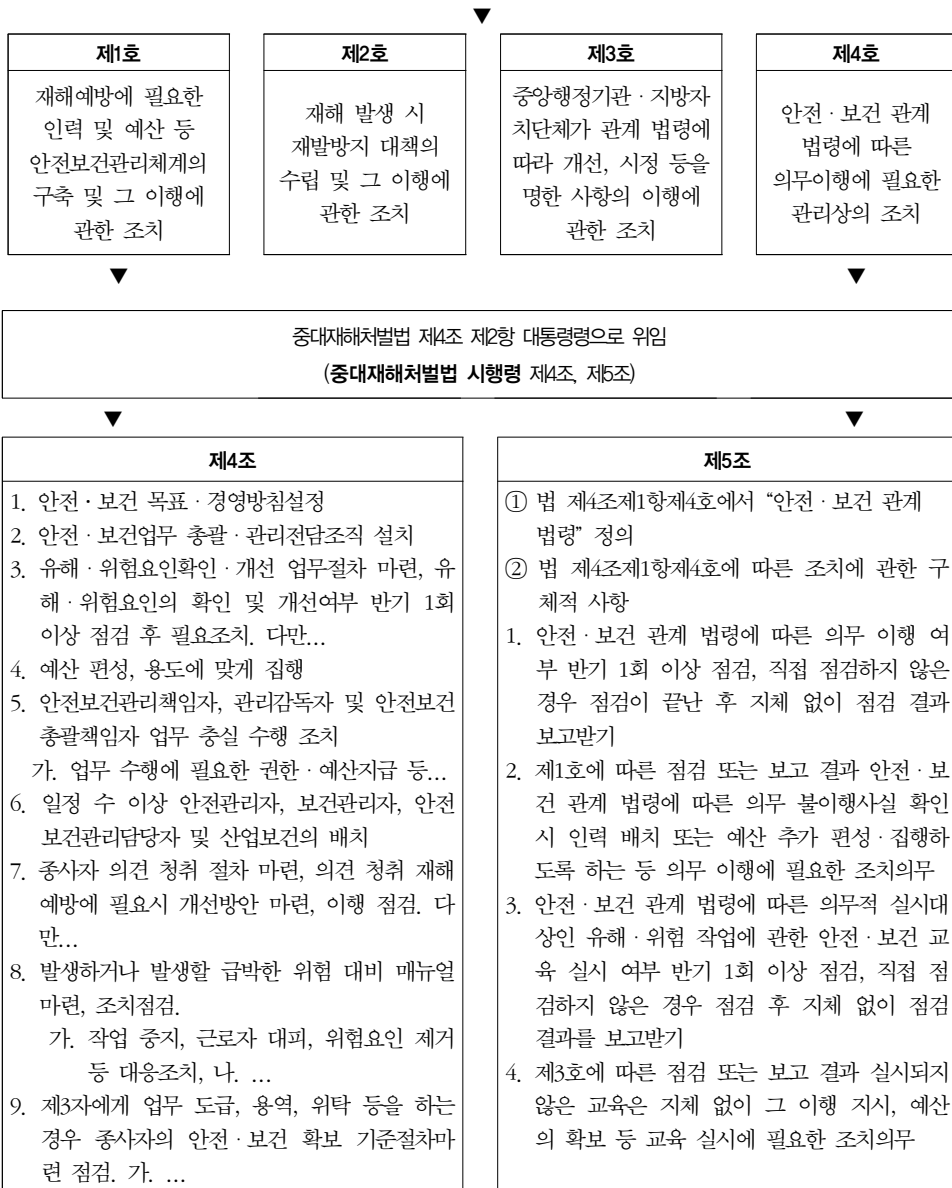 ▼
제1호
재해예방에 필요한
인력 및 예산 등
안전보건관리체계의
구축 및 그 이행에
관한 조치
제2호
재해 발생 시
재발방지 대책의
수립 및 그 이행에
관한 조치
제3호
중앙행정기관·지방자
치단체가 관계 법령에
따라 개선, 시정 등을
명한 사항의 이행에
관한 조치
제4호
안전·보건 관계
법령에 따른
의무이행에 필요한
관리상의 조치
▼
▼
중대재해처벌법 제4조 제2항 대통령령으로 위임
(중대재해처벌법 시행령 제4조, 제5조)
▼
▼
제4조
1. 안전·보건 목표·경영방침설정
2. 안전·보건업무 총괄·관리전담조직 설치
3. 유해·위험요인확인·개선 업무절차 마련, 유
해·위험요인의 확인 및 개선여부 반기 1회
이상 점검 후 필요조치. 다만...
4. 예산 편성, 용도에 맞게 집행
5. 안전보건관리책임자, 관리감독자 및 안전보건
총괄책임자 업무 충실 수행 조치
가. 업무 수행에 필요한 권한·예산지급 등...
6. 일정 수 이상 안전관리자, 보건관리자, 안전
보건관리담당자 및 산업보건의 배치
7. 종사자 의견 청취 절차 마련, 의견 청취 재해
예방에 필요시 개선방안 마련, 이행 점검. 다
만...
8. 발생하거나 발생할 급박한 위험 대비 매뉴얼
마련, 조치점검.
가. 작업 중지, 근로자 대피, 위험요인 제거
등 대응조치, 나. ...
9. 제3자에게 업무 도급, 용역, 위탁 등을 하는
경우 종사자의 안전·보건 확보 기준절차마
련 점검. 가. ...
제5조
① 법 제4조제1항제4호에서 “안전·보건 관계
법령” 정의
② 법 제4조제1항제4호에 따른 조치에 관한 구
체적 사항
1. 안전·보건 관계 법령에 따른 의무 이행 여
부 반기 1회 이상 점검, 직접 점검하지 않은
경우 점검이 끝난 후 지체 없이 점검 결과
보고받기
2. 제1호에 따른 점검 또는 보고 결과 안전·보
건 관계 법령에 따른 의무 불이행사실 확인
시 인력 배치 또는 예산 추가 편성·집행하
도록 하는 등 의무 이행에 필요한 조치의무
3. 안전·보건 관계 법령에 따른 의무적 실시대
상인 유해·위험 작업에 관한 안전·보건 교
육 실시 여부 반기 1회 이상 점검, 직접 점
검하지 않은 경우 점검 후 지체 없이 점검
결과를 보고받기
4. 제3호에 따른 점검 또는 보고 결과 실시되지
않은 교육은 지체 없이 그 이행 지시, 예산
의 확보 등 교육 실시에 필요한 조치의무